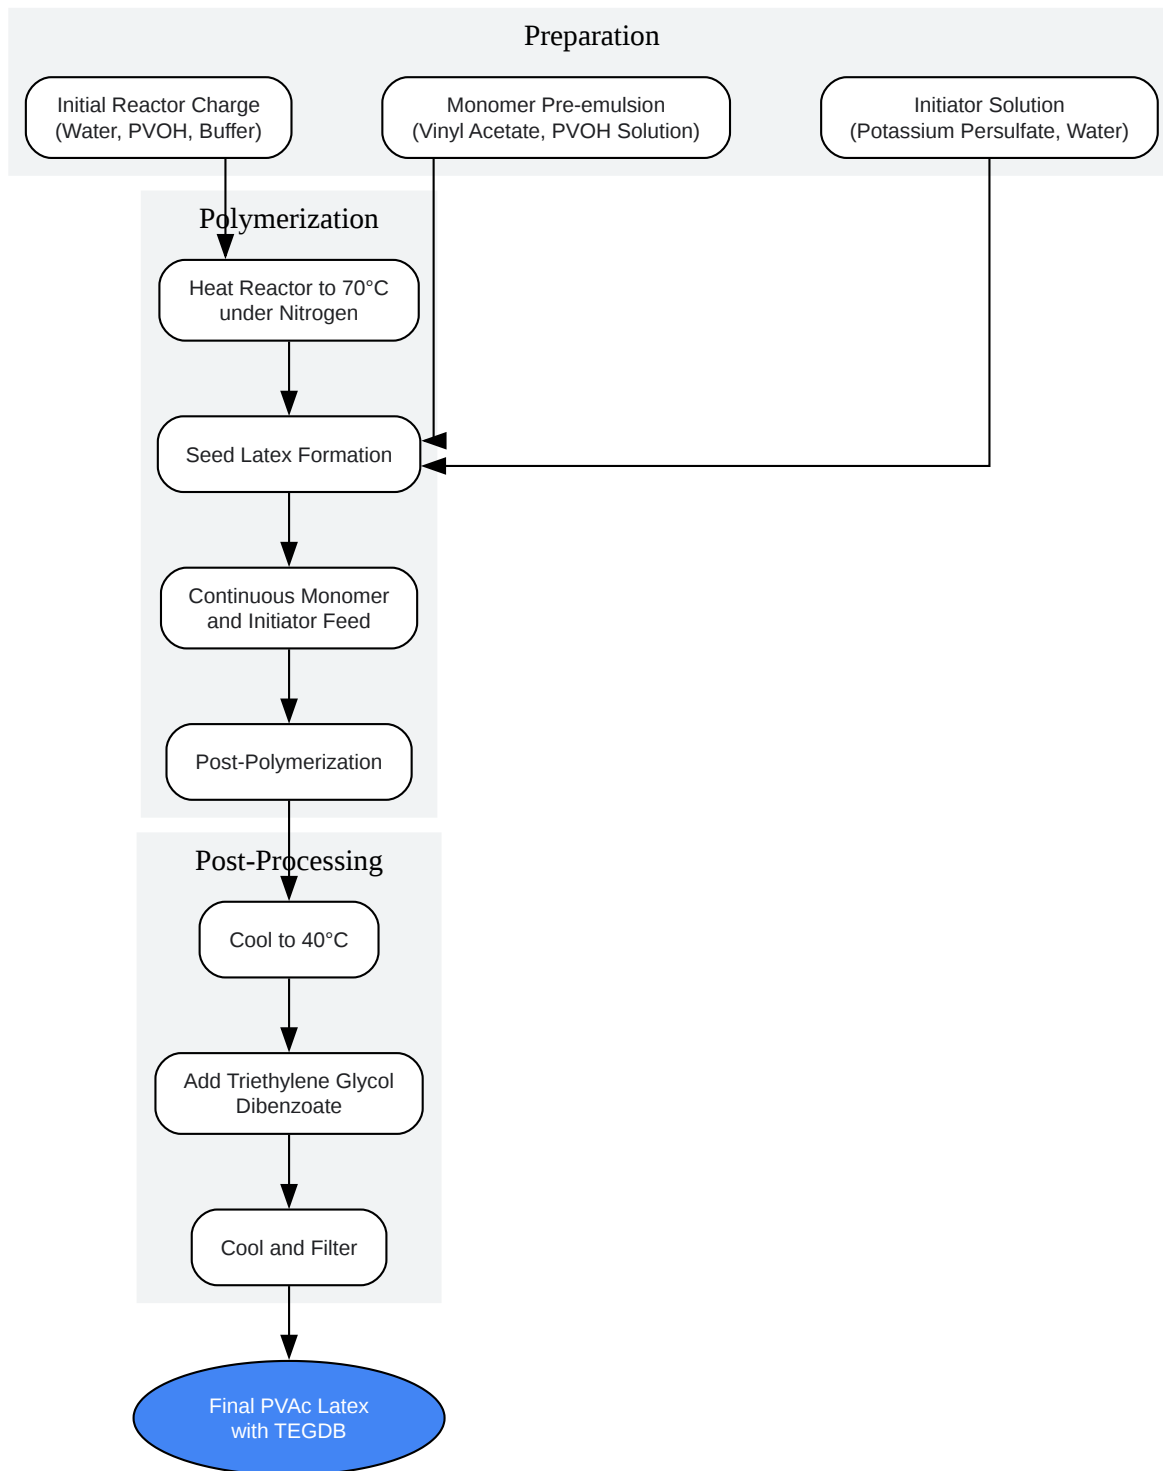 Preparation
Initial Reactor Charge
(Water, PVOH, Buffer)
Monomer Pre-emulsion
(Vinyl Acetate, PVOH Solution)
Initiator Solution
(Potassium Persulfate, Water)
Polymerization
Heat Reactor to 70°C
under Nitrogen
Seed Latex Formation
Continuous Monomer
and Initiator Feed
Post-Polymerization
Post-Processing
Cool to 40°C
Add Triethylene Glycol
Dibenzoate
Cool and Filter
Final PVAc Latex
with TEGDB